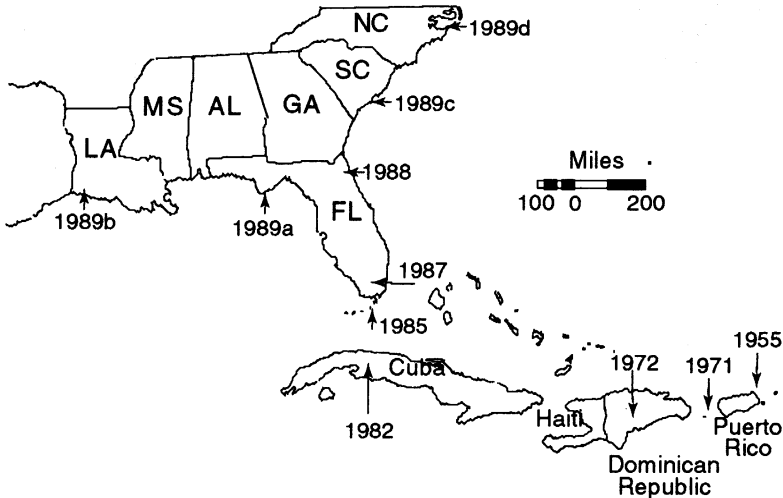 NC
1989d
SC
MS
AL
GA
1989c
LA
Miles
1988
100 0 200
FL
1989b
1989a
1987
1985
1955
1972
1971
Cuba
Haiti
1982
Puerto
Rico
Dominican
Republic